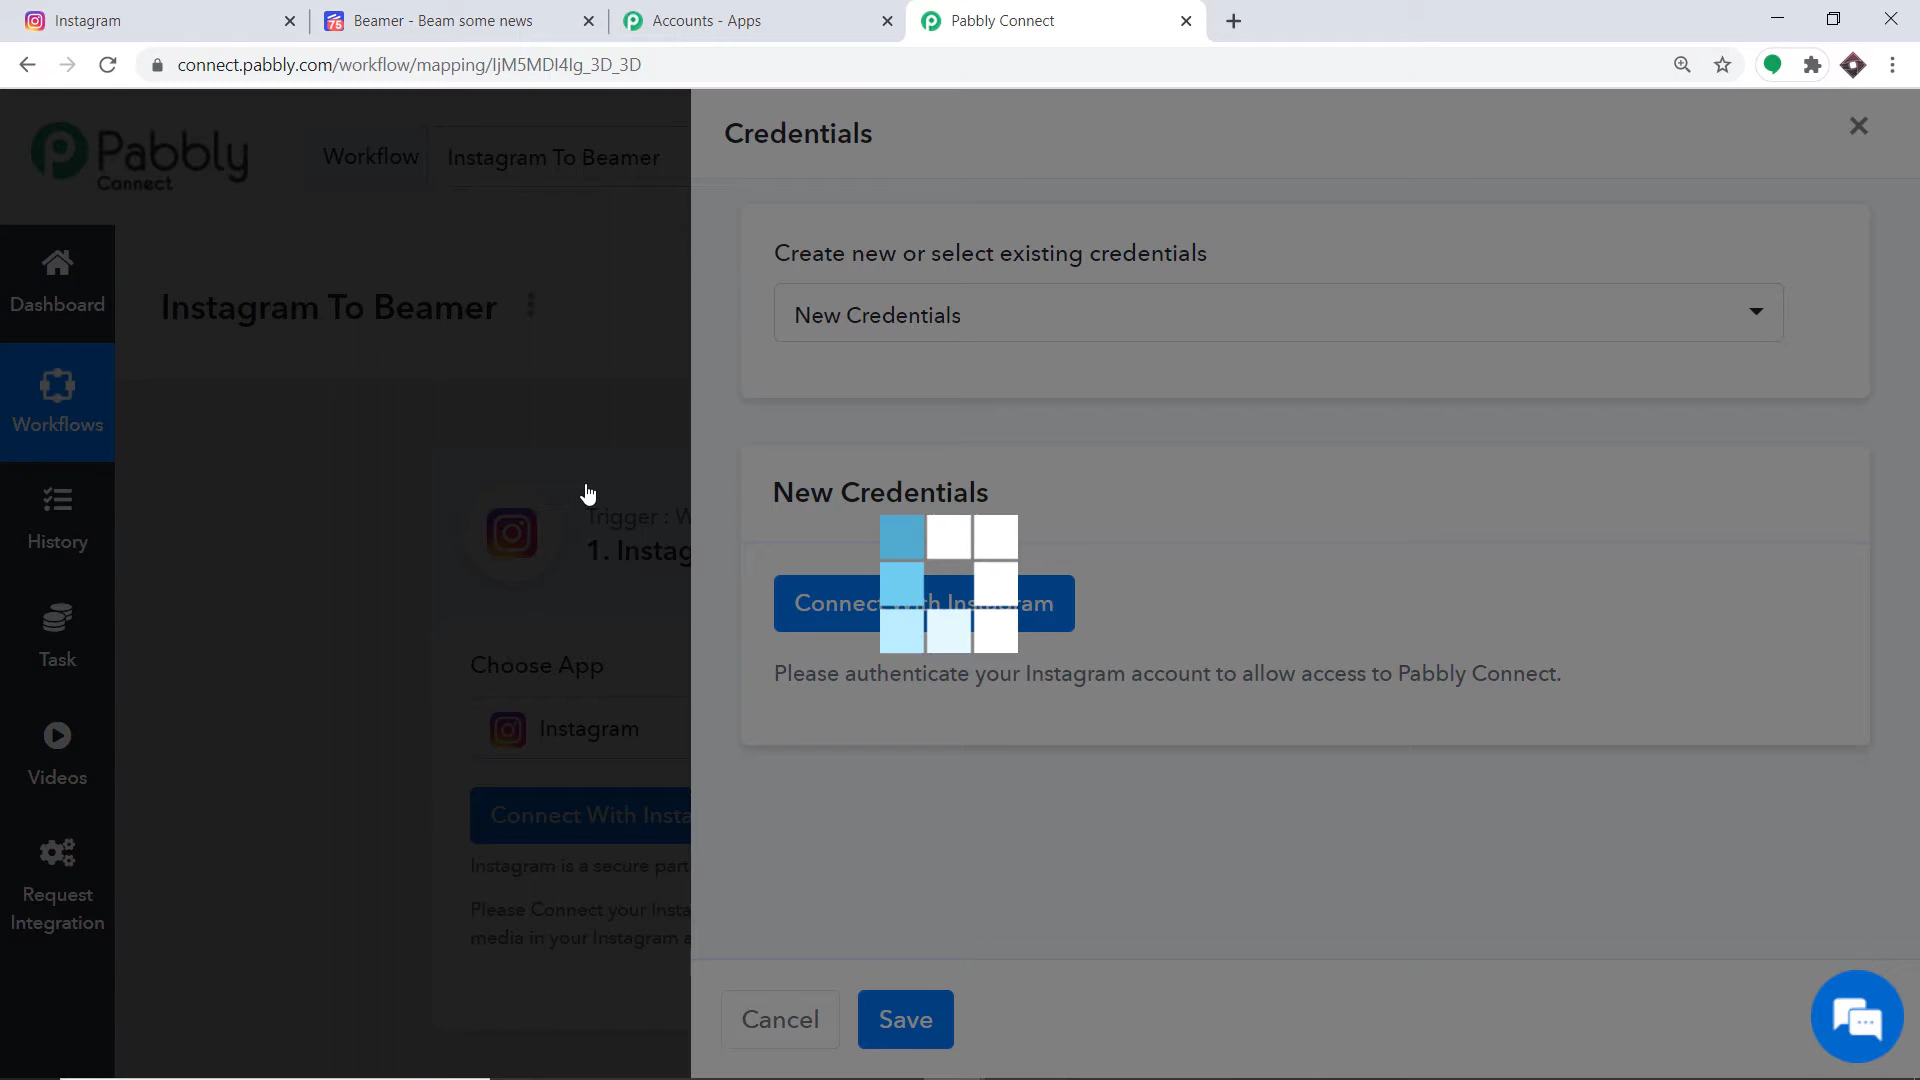 Instagram
Beamer - Beam some news
Accounts - Apps
Pabbly Connect
connect.pabbly.com/workflow/mapping/IjM5MDI4Ig_3D_3D
Pabbly
Connect
Workflow
Instagram To Beamer
Credentials
Create new or select existing credentials
New Credentials
Dashboard
Instagram To Beamer
Workflows
New Credentials
History
Trigger : W
1. Instag
Connect With Instagram
Task
Choose App
Please authenticate your Instagram account to allow access to Pabbly Connect.
Instagram
Videos
Connect With Insta
Instagram is a secure part
Request
Integration
Please Connect your Insta
media in your Instagram a
Cancel
Save